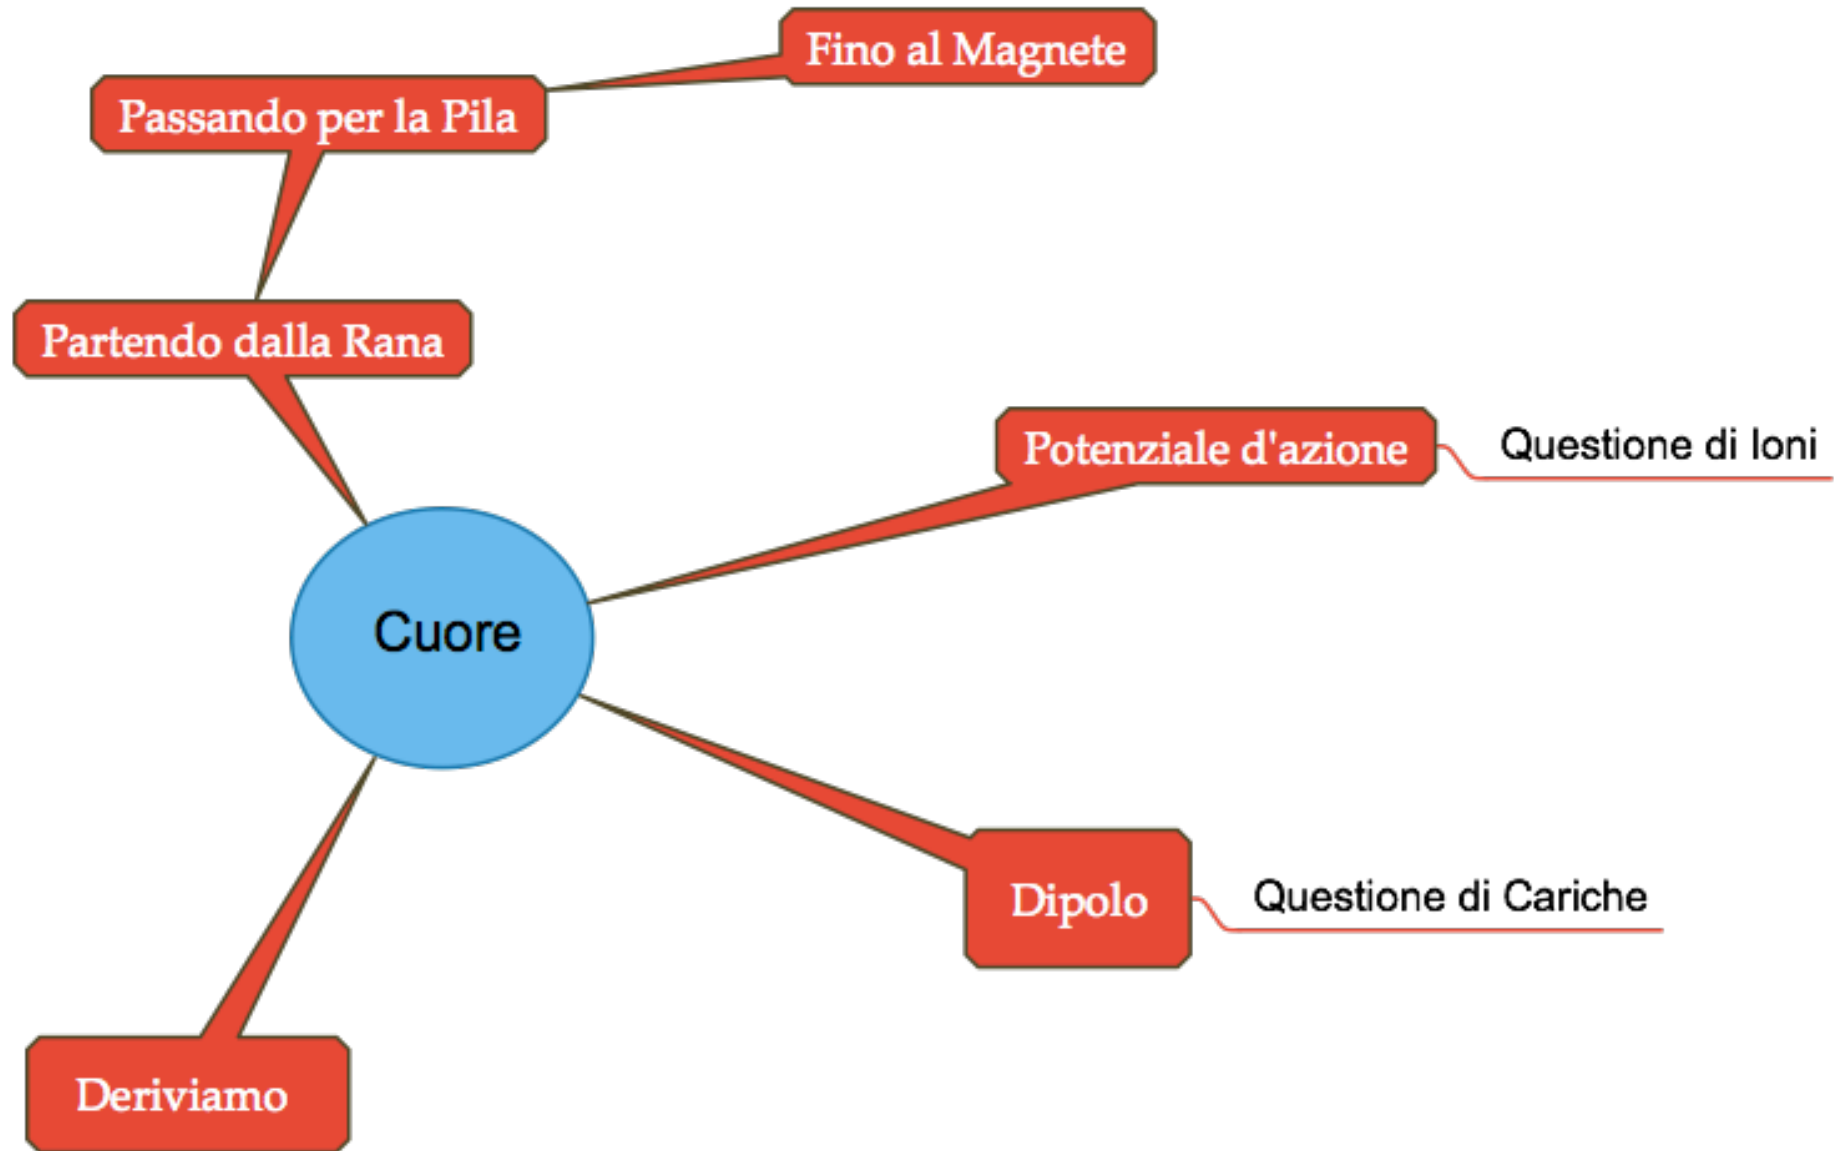 Fino al Magnete
Passando per la Pila
Partendo dalla Rana
Potenziale d'azione
Questione di Ioni
Cuore
Dipolo
Questione di Cariche
Deriviamo